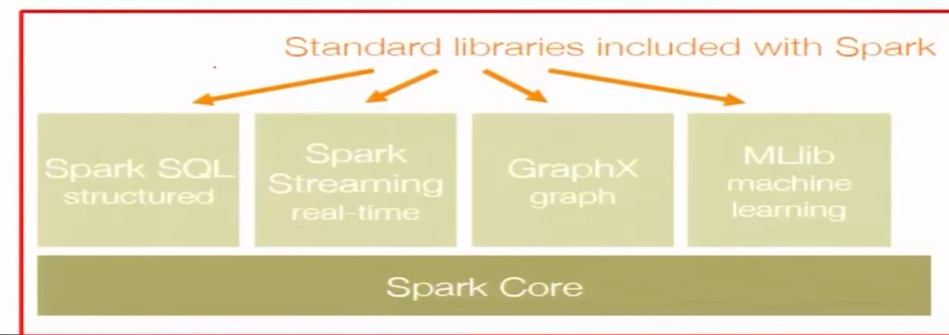 Standard libraries included with Spark
Spark SQL
structured
Spark
Streaming
real-time
GraphX
graph
MLlib
machine
learning
Spark Core